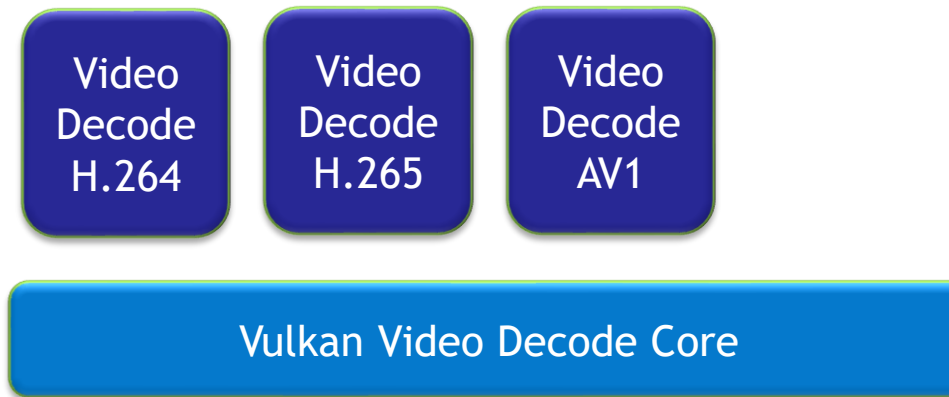 Video
Decode
H.264
Video
Decode
H.265
Video
Decode
AV1
Vulkan Video Decode Core